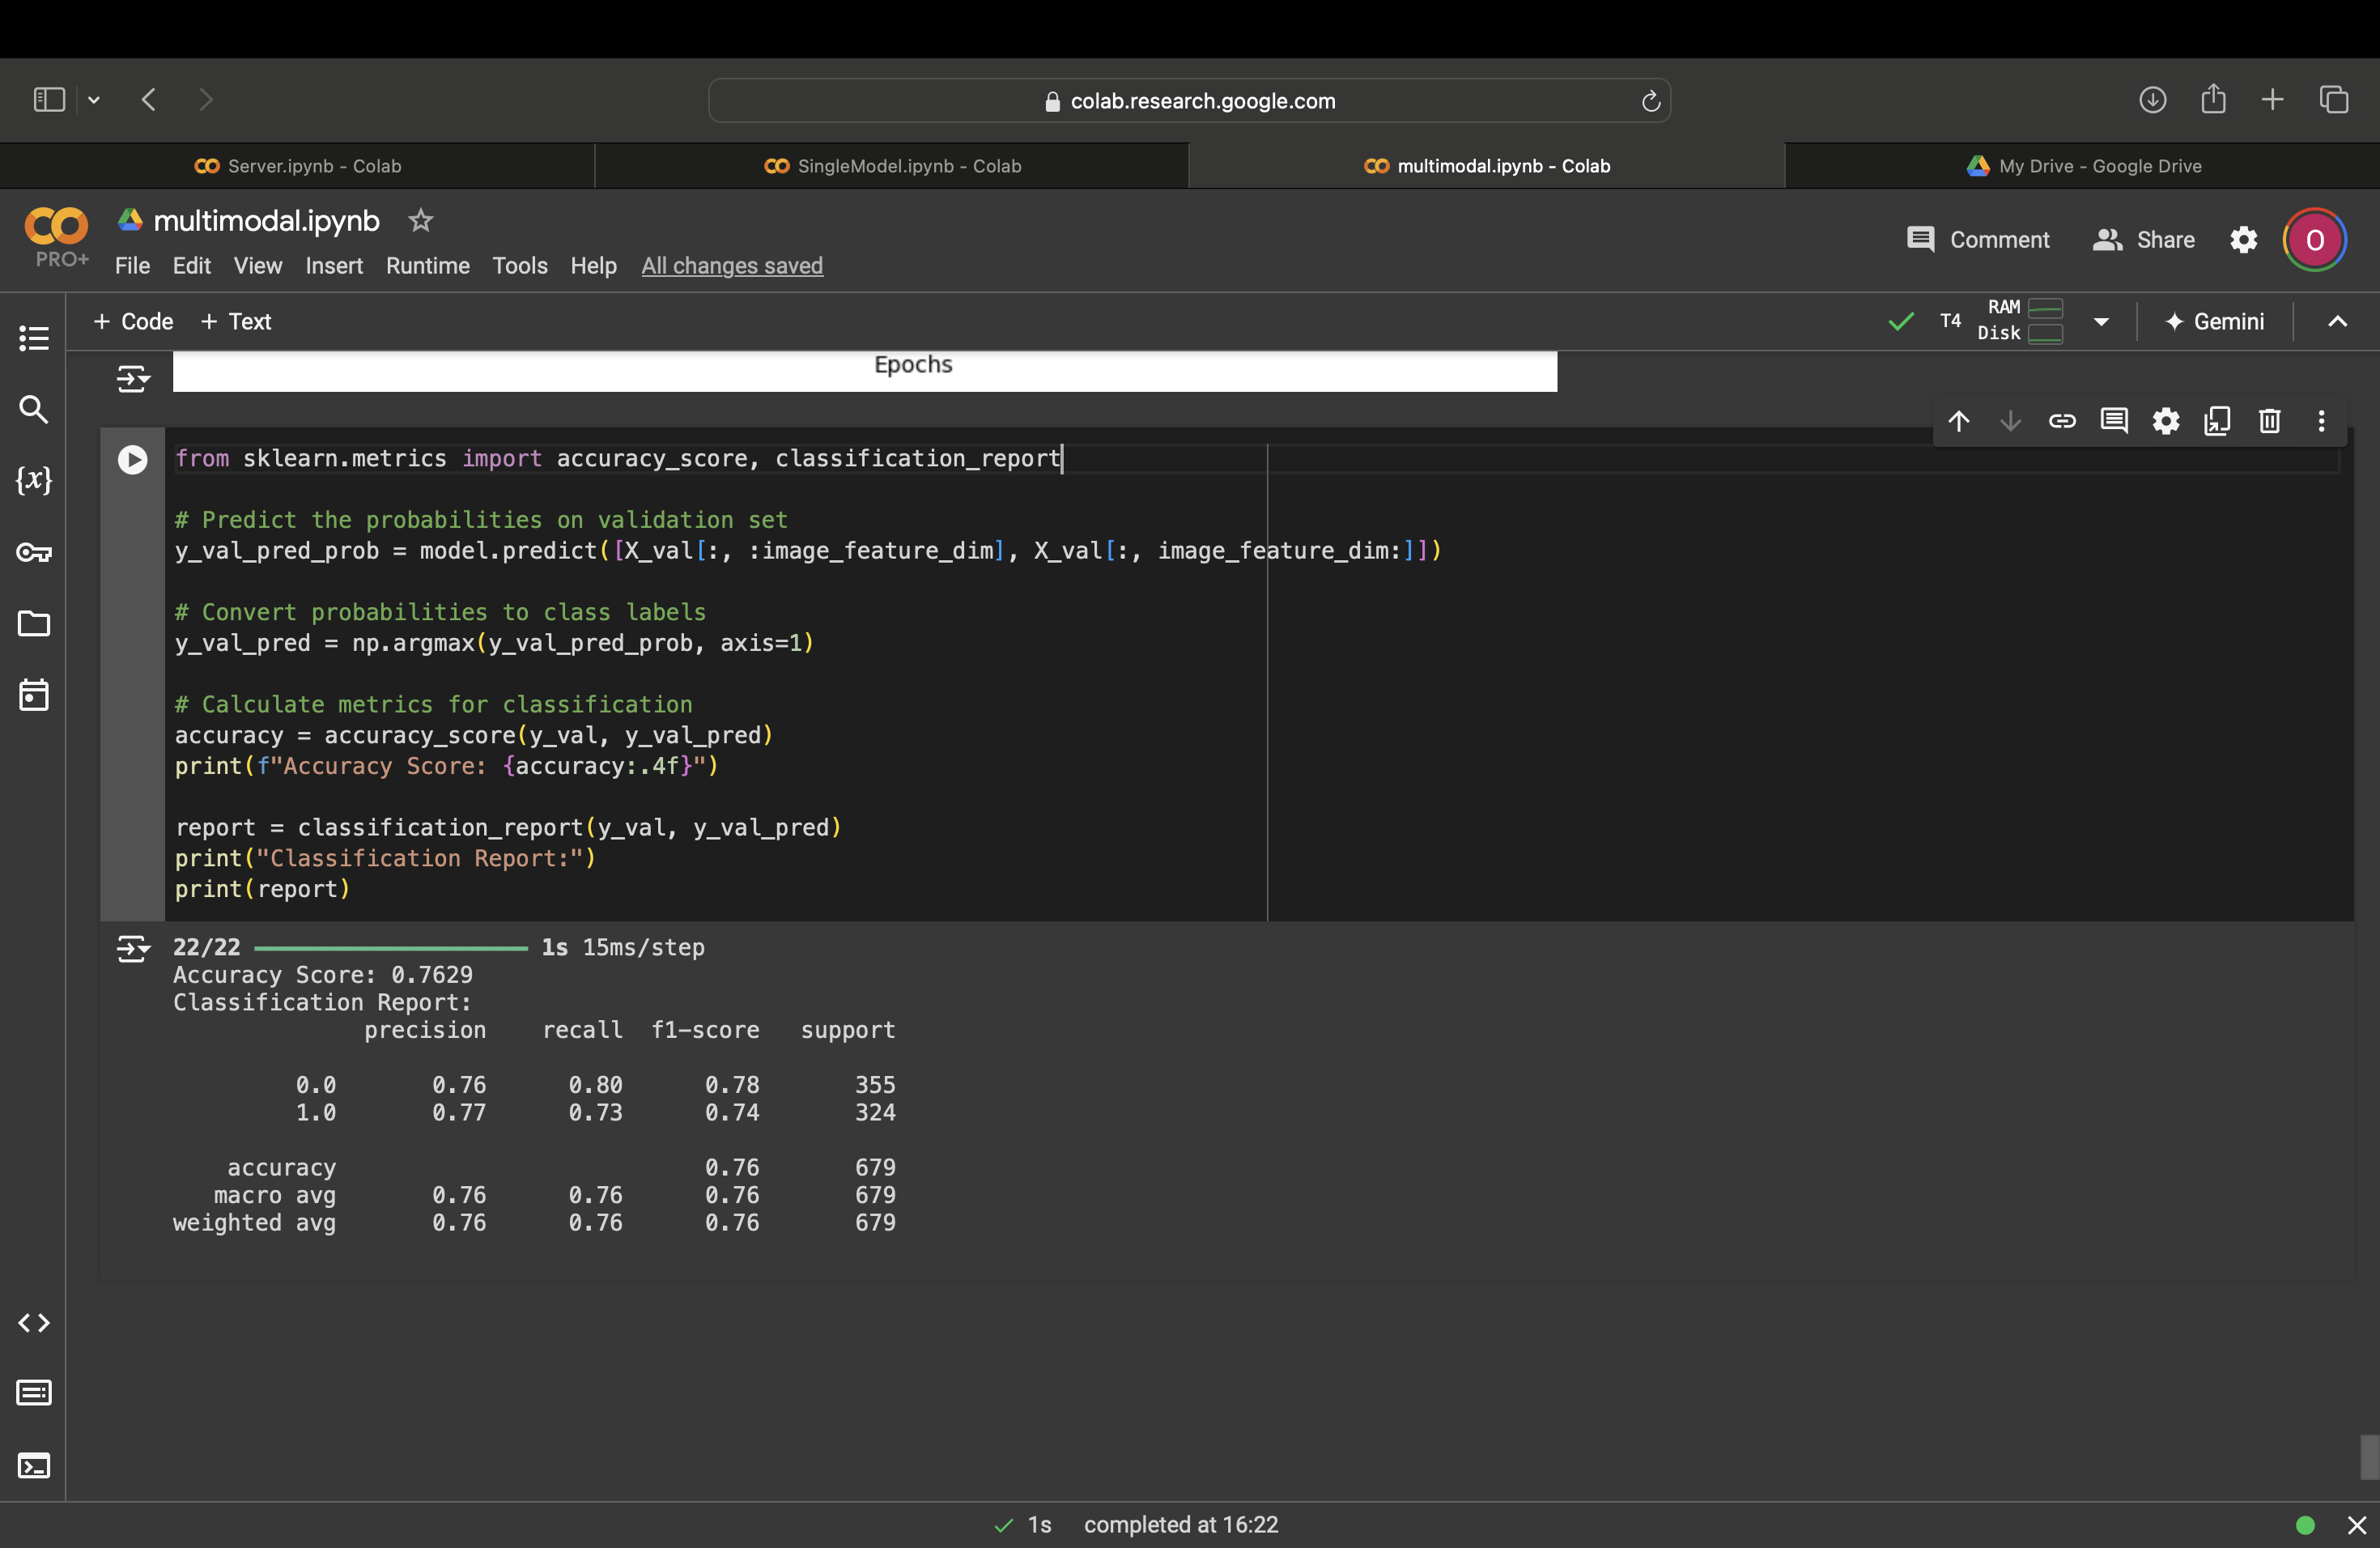 colab.research.google.com
Server.ipynb - Colab
SingleModel.ipynb - Colab
multimodal.ipynb - Colab
My Drive - Google Drive
multimodal.ipynb
PRO+
File Edit View Insert Runtime Tools Help All changes saved
Comment Share O
+ Code + Text
T4 RAM Disk Gemini
Epochs
from sklearn.metrics import accuracy_score, classification_report
# Predict the probabilities on validation set
y_val_pred_prob = model.predict([X_val[:, :image_feature_dim], X_val[:, image_feature_dim:]])
# Convert probabilities to class labels
y_val_pred = np.argmax(y_val_pred_prob, axis=1)
# Calculate metrics for classification
accuracy = accuracy_score(y_val, y_val_pred)
print(f"Accuracy Score: {accuracy:.4f}")
report = classification_report(y_val, y_val_pred)
print("Classification Report:")
print(report)
22/22 1s 15ms/step
Accuracy Score: 0.7629
Classification Report:
precision recall f1-score support
0.0 0.76 0.80 0.78 355
1.0 0.77 0.73 0.74 324
accuracy 0.76 679
macro avg 0.76 0.76 0.76 679
weighted avg 0.76 0.76 0.76 679
1s completed at 16:22